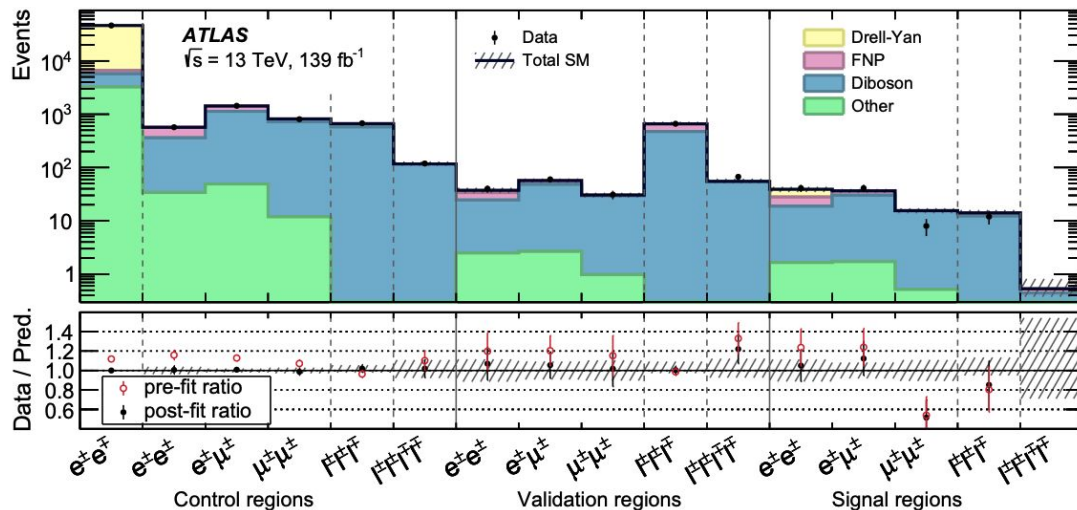 Events
10⁴
10³
10²
10
1
ATLAS
√s = 13 TeV, 139 fb⁻¹
Data
Total SM
Drell-Yan
FNP
Diboson
Other
Data / Pred.
1.4
1.2
1.0
0.8
0.6
pre-fit ratio
post-fit ratio
e±e∓ e±e± e±μ± μ±μ± l±l±l∓ l±l±l∓l∓ e±e± e±μ± μ±μ± l±l±l∓ l±l±l∓l∓ e±e± e±μ± μ±μ± l±l±l∓ l±l±l∓l∓
Control regions Validation regions Signal regions